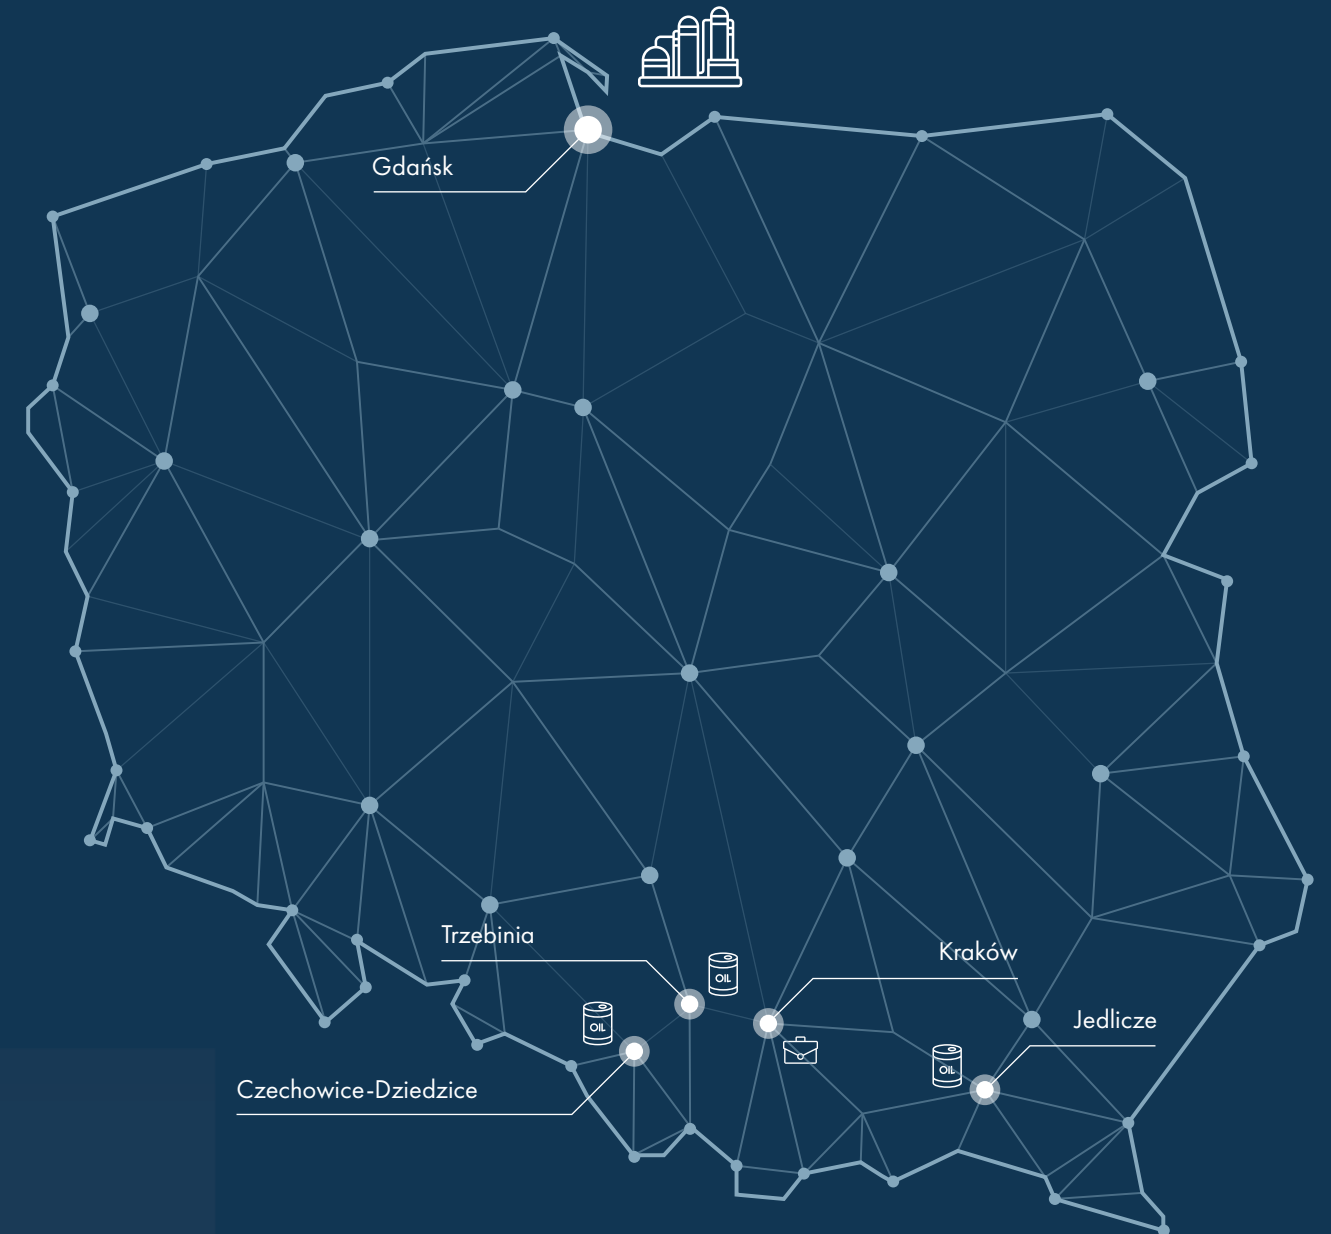 Gdańsk
Trzebinia
OIL
Kraków
OIL
Jedlicze
OIL
Czechowice-Dziedzice